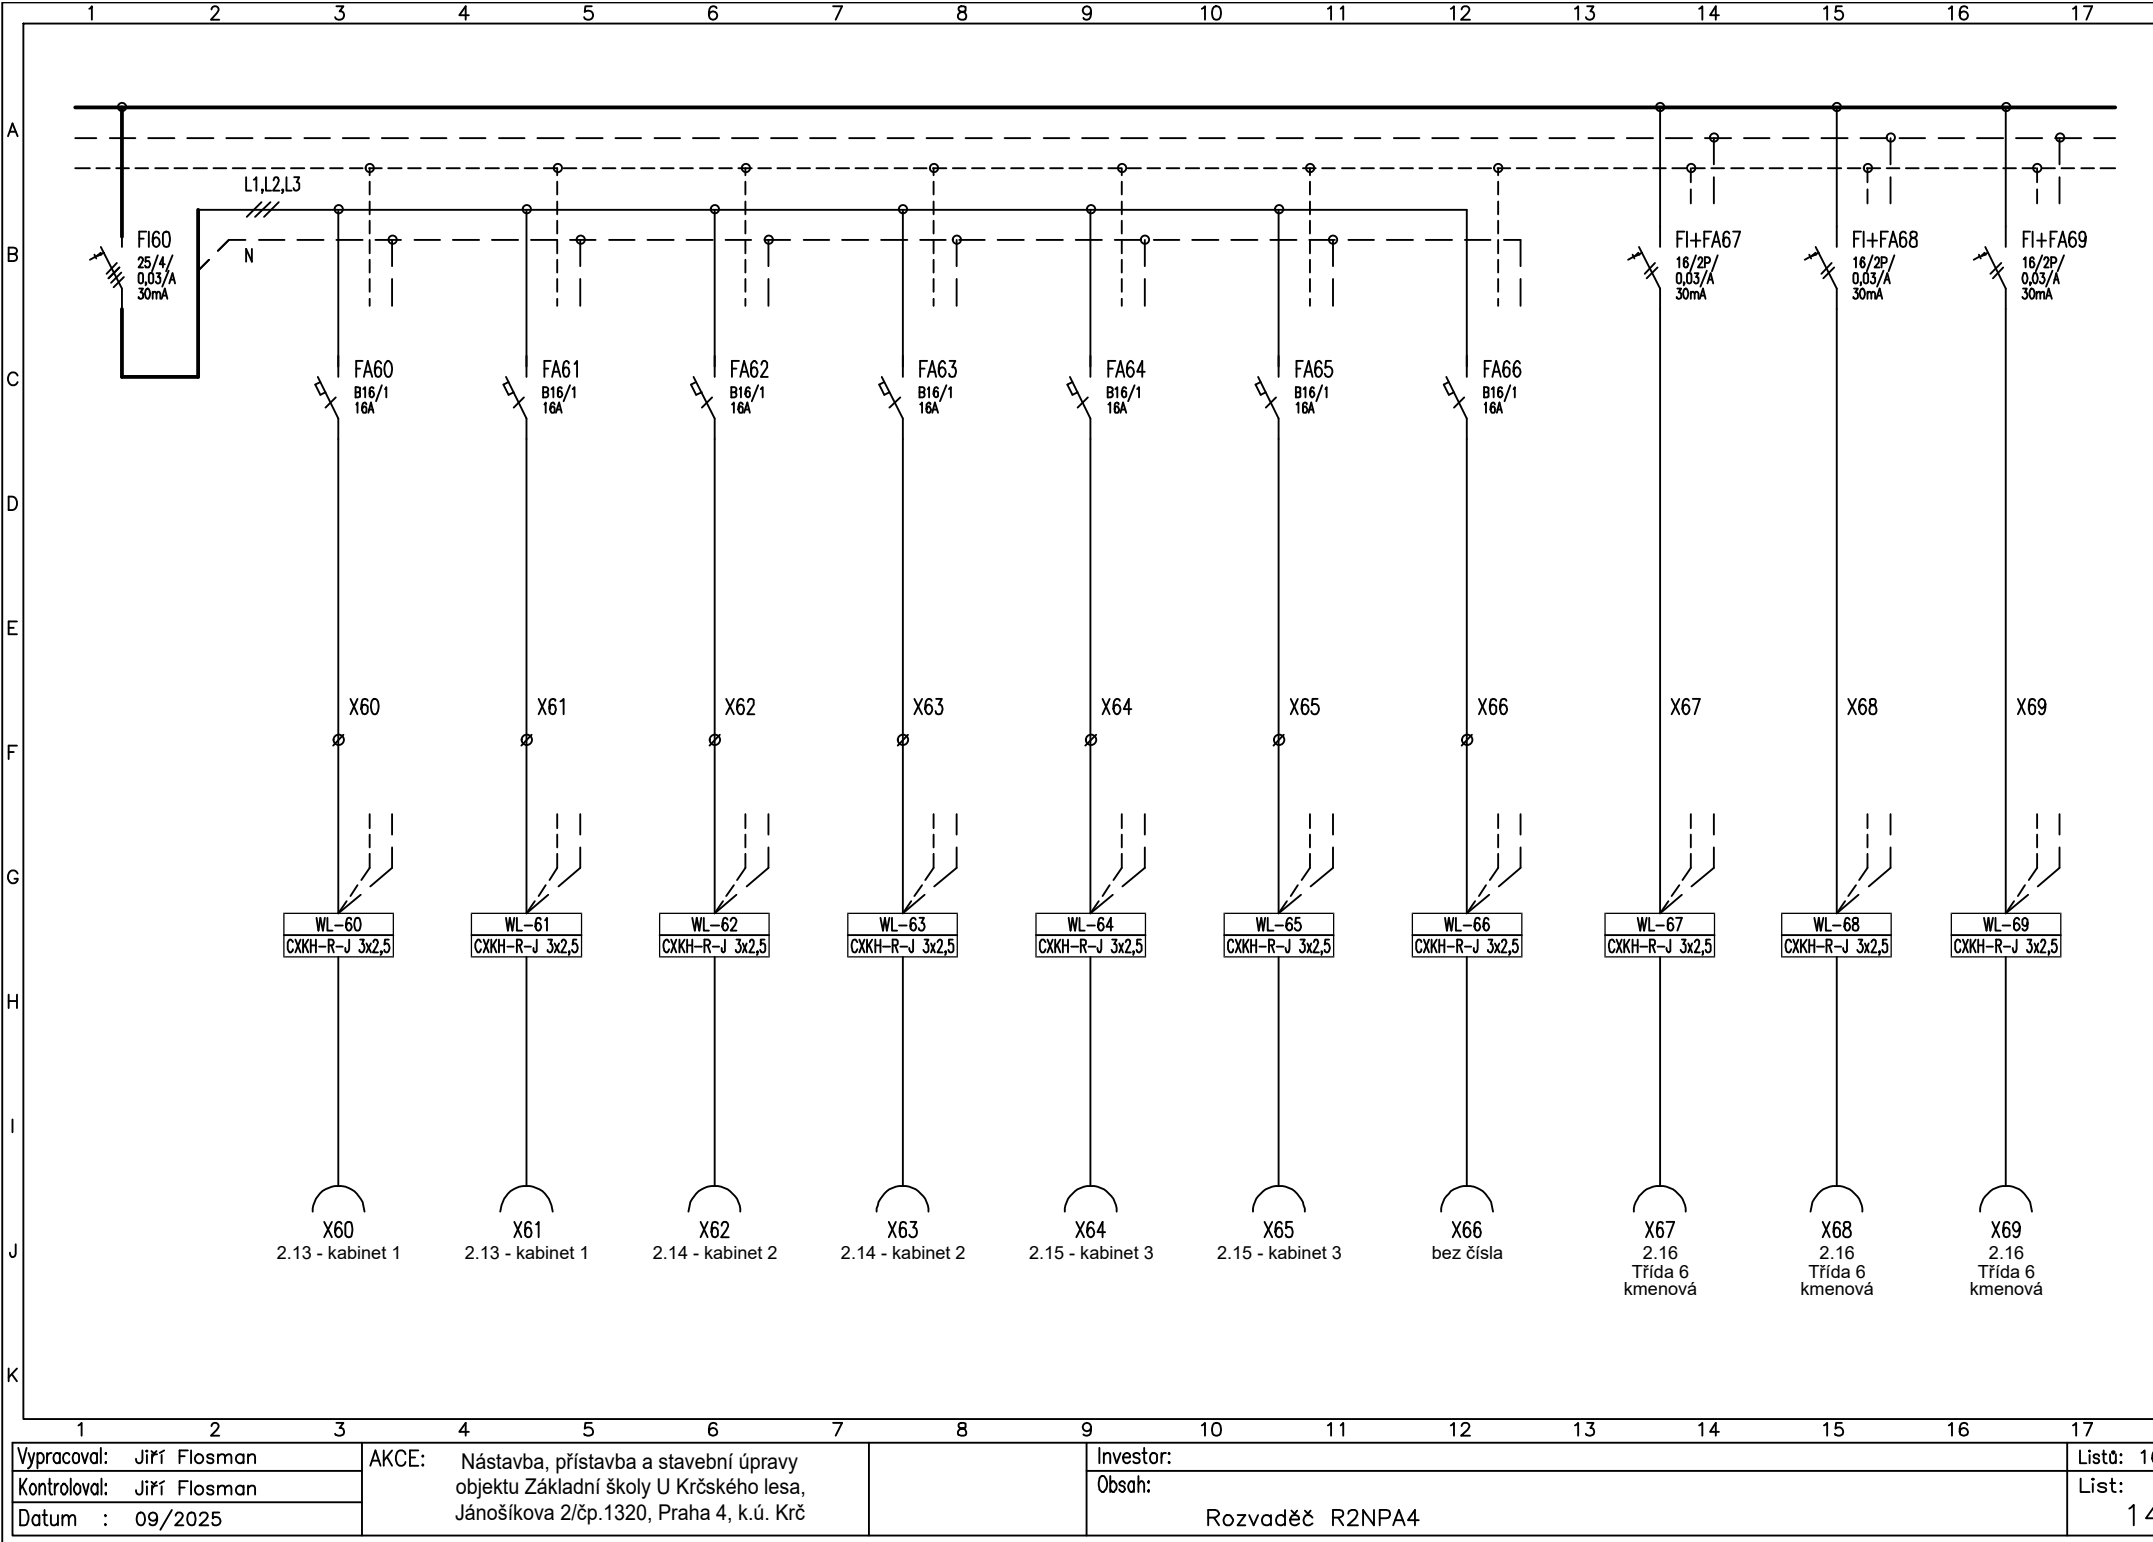 1 2 3 4 5 6 7 8 9 10 11 12 13 14 15 16 17
A
B
C
D
E
F
G
H
I
J
K
L1,L2,L3
N
FI60
25/4/
0,03/A
30mA
FI+FA67
16/2P/
0,03/A
30mA
FI+FA68
16/2P/
0,03/A
30mA
FI+FA69
16/2P/
0,03/A
30mA
FA60
B16/1
16A
FA61
B16/1
16A
FA62
B16/1
16A
FA63
B16/1
16A
FA64
B16/1
16A
FA65
B16/1
16A
FA66
B16/1
16A
X60 X61 X62 X63 X64 X65 X66 X67 X68 X69
WL-60 WL-61 WL-62 WL-63 WL-64 WL-65 WL-66 WL-67 WL-68 WL-69
CXKH-R-J 3x2,5 CXKH-R-J 3x2,5 CXKH-R-J 3x2,5 CXKH-R-J 3x2,5 CXKH-R-J 3x2,5 CXKH-R-J 3x2,5 CXKH-R-J 3x2,5 CXKH-R-J 3x2,5 CXKH-R-J 3x2,5 CXKH-R-J 3x2,5
X60
2.13 - kabinet 1
X61
2.13 - kabinet 1
X62
2.14 - kabinet 2
X63
2.14 - kabinet 2
X64
2.15 - kabinet 3
X65
2.15 - kabinet 3
X66
bez čísla
X67
2.16
Třída 6
kmenová
X68
2.16
Třída 6
kmenová
X69
2.16
Třída 6
kmenová
1 2 3 4 5 6 7 8 9 10 11 12 13 14 15 16 17
Vypracoval: Jiří Flosman
Kontroloval: Jiří Flosman
Datum : 09/2025
AKCE: Nástavba, přístavba a stavební úpravy
objektu Základní školy U Krčského lesa,
Jánošíkova 2/čp.1320, Praha 4, k.ú. Krč
Investor:
Obsah:
Rozvaděč R2NPA4
Listů:
List:
14